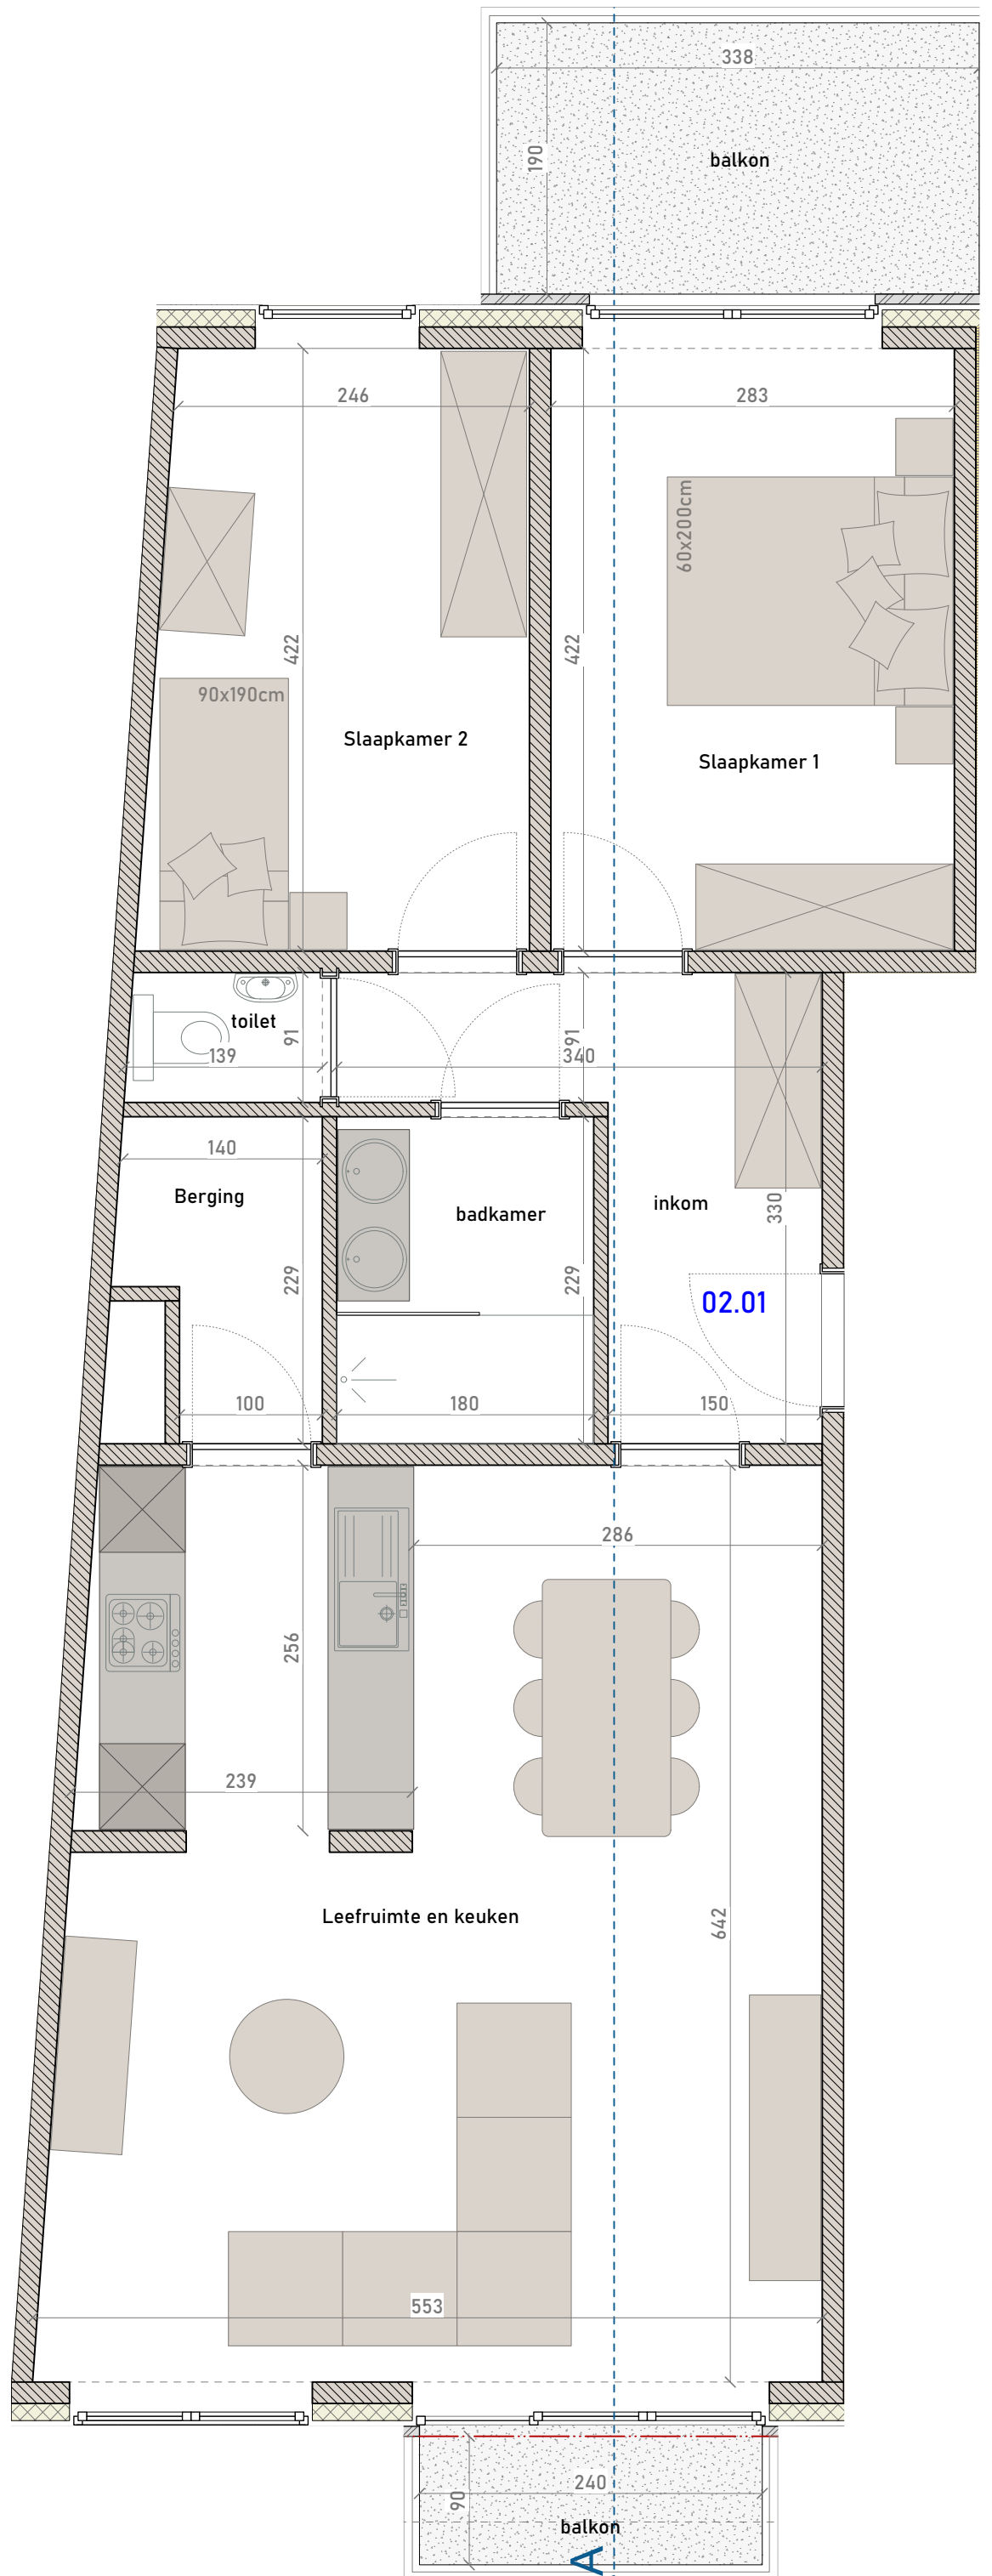 338
190
balkon
246
283
60x200cm
422
422
90x190cm
Slaapkamer 2
Slaapkamer 1
toilet
91
91
139
340
140
Berging
badkamer
inkom
330
229
229
02.01
100
180
150
286
256
239
Leefruimte en keuken
642
553
240
90
balkon
A